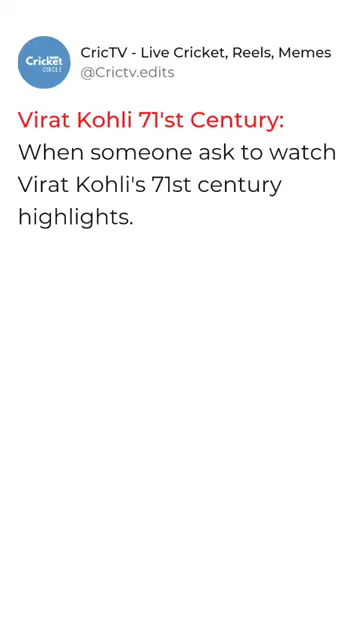 Cricket
CIRCLE
CricTV - Live Cricket, Reels, Memes
@Crictv.edits
Virat Kohli 71'st Century:
When someone ask to watch
Virat Kohli's 71st century
highlights.